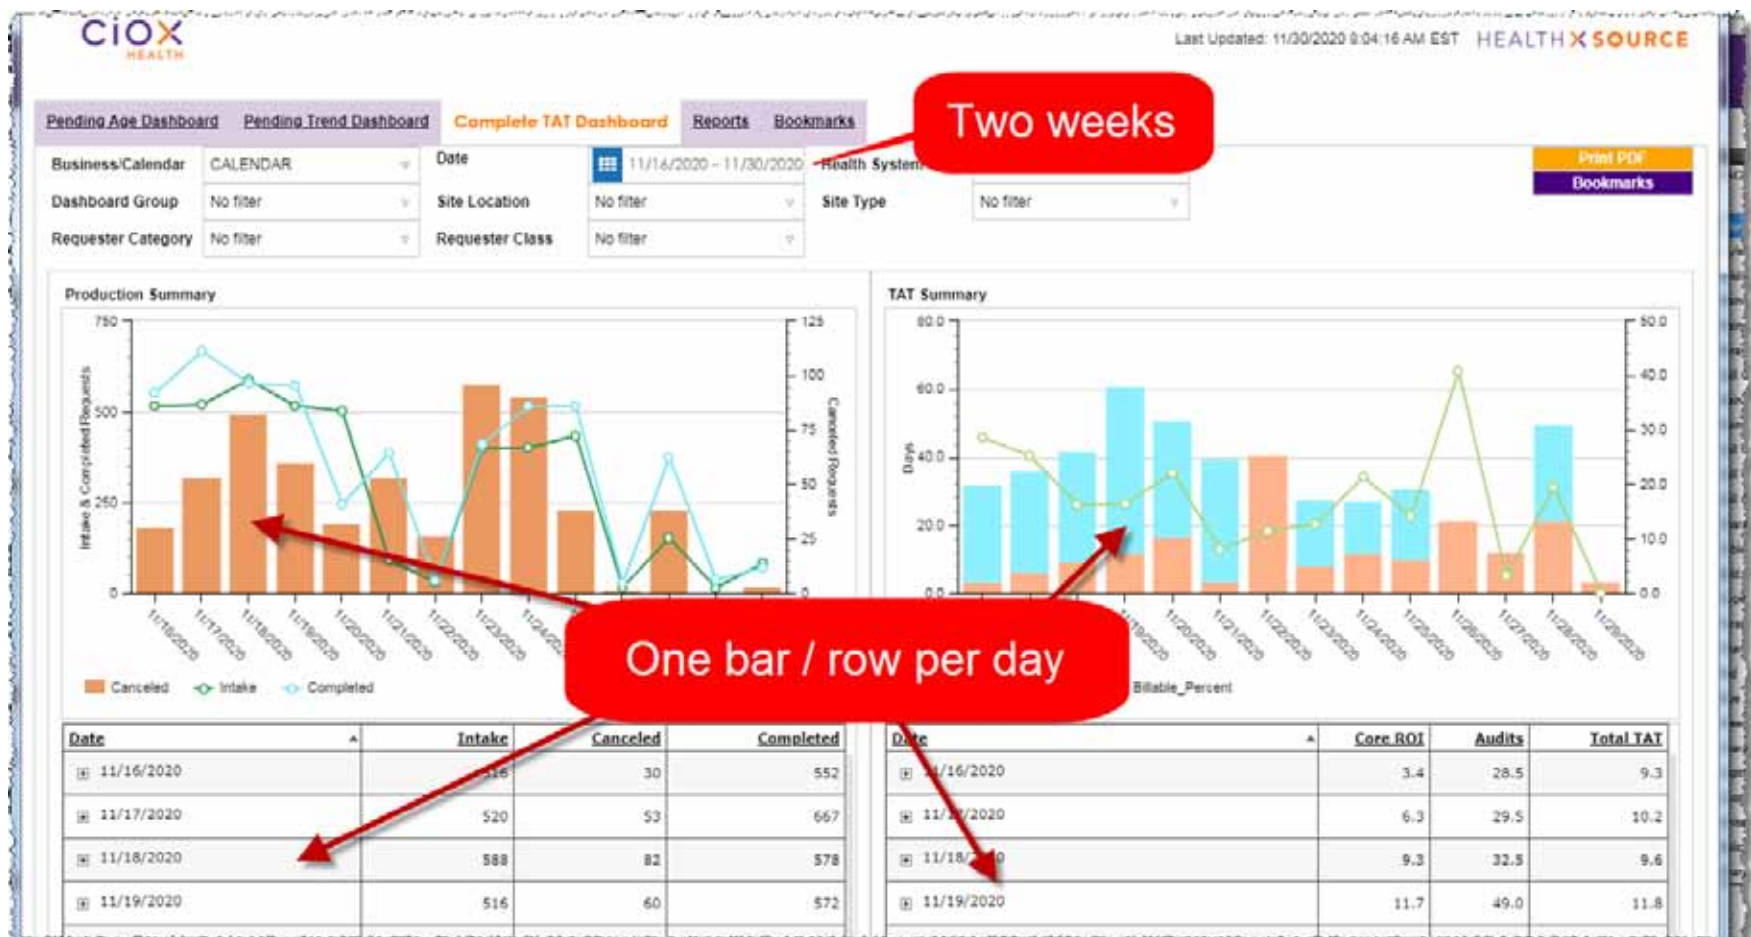 CIOX
HEALTH
Last Updated: 11/30/2020 8:04:16 AM EST
HEALTH X SOURCE
Pending Age Dashboard
Pending Trend Dashboard
Complete TAT Dashboard
Reports
Bookmarks
Two weeks
Business/Calendar
CALENDAR
Date
11/16/2020 - 11/30/2020
Health System
Print PDF
Bookmarks
Dashboard Group
No filter
Site Location
No filter
Site Type
No filter
Requester Category
No filter
Requester Class
No filter
Production Summary
750
500
250
0
Intake & Completed Requests
125
100
75
50
25
0
Canceled Requests
11/16/2020
11/17/2020
11/18/2020
11/19/2020
11/20/2020
11/21/2020
11/22/2020
11/23/2020
Canceled
Intake
Completed
TAT Summary
80.0
60.0
40.0
20.0
0.0
Days
50.0
40.0
30.0
20.0
10.0
0.0
11/20/2020
11/21/2020
11/22/2020
11/23/2020
11/24/2020
11/25/2020
11/26/2020
11/27/2020
11/28/2020
11/29/2020
Billable_Percent
One bar / row per day
Date Intake Canceled Completed
11/16/2020 30 552
11/17/2020 520 53 667
11/18/2020 588 82 578
11/19/2020 516 60 572
Date Core ROI Audits Total TAT
11/16/2020 3.4 28.5 9.3
11/17/2020 6.3 29.5 10.2
11/18/2020 9.3 32.5 9.6
11/19/2020 11.7 49.0 11.8